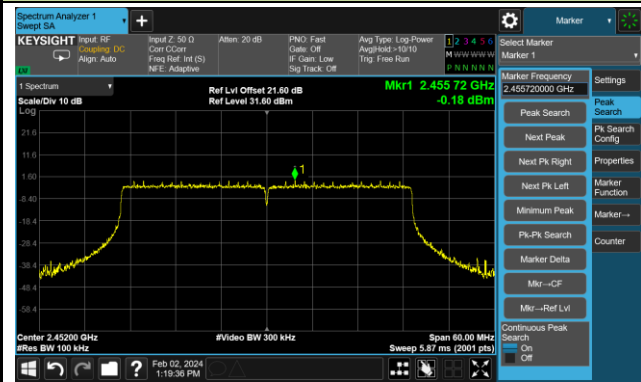 Spectrum Analyzer 1
Swept SA
+
Marker
KEYSIGHT
Input: RF
Coupling: DC
Align: Auto
Input Z: 50 Ω
Corr CCorr
Freq Ref: Int (S)
NFE: Adaptive
Atten: 20 dB
PNO: Fast
Gate: Off
IF Gain: Low
Sig Track: Off
Avg Type: Log-Power
Avg|Hold:>10/10
Trig: Free Run
1 2 3 4 5 6
M W W W W W
P N N N N N
Select Marker
Marker 1
1 Spectrum
Scale/Div 10 dB
Log
Ref Lvl Offset 21.60 dB
Ref Level 31.60 dBm
Mkr1 2.455 72 GHz
-0.18 dBm
Marker Frequency
2.455720000 GHz
Settings
Peak Search
Next Peak
Next Pk Right
Next Pk Left
Minimum Peak
Pk-Pk Search
Marker Delta
Mkr→CF
Mkr→Ref Lvl
Continuous Peak
Search
On
Off
Peak
Search
Pk Search
Config
Properties
Marker
Function
Marker→
Counter
21.6
11.6
1.60
-8.40
-18.4
-28.4
-38.4
-48.4
-58.4
1
Center 2.45200 GHz
#Res BW 100 kHz
#Video BW 300 kHz
Span 60.00 MHz
Sweep 5.87 ms (2001 pts)
?
Feb 02, 2024
1:19:36 PM